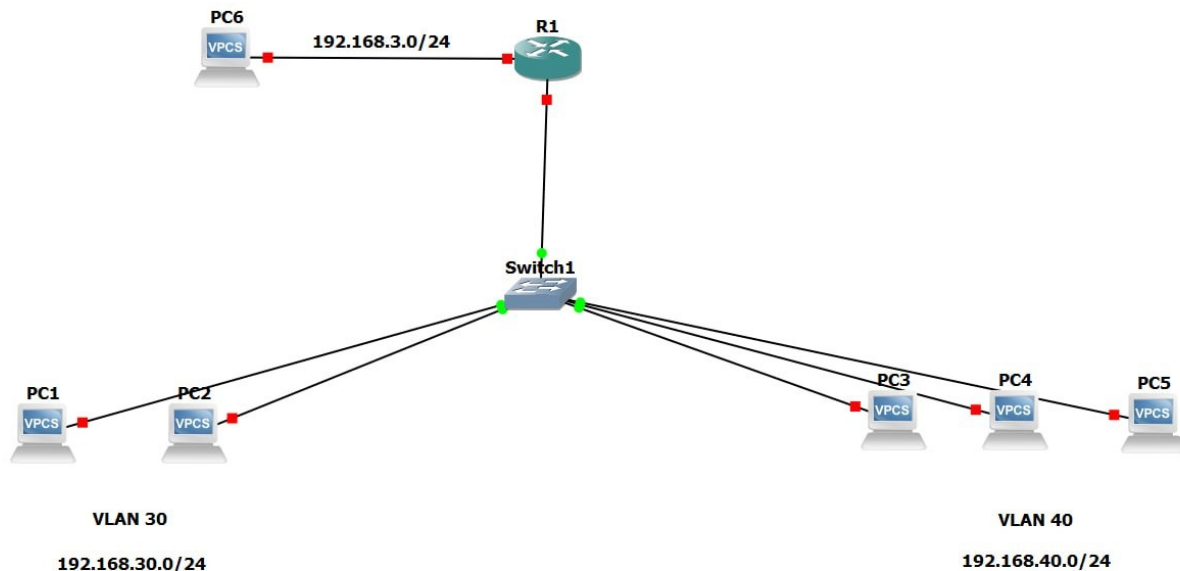 PC6
VPCS
192.168.3.0/24
R1
Switch1
PC1
VPCS
PC2
VPCS
PC3
VPCS
PC4
VPCS
PC5
VPCS
VLAN 30
192.168.30.0/24
VLAN 40
192.168.40.0/24